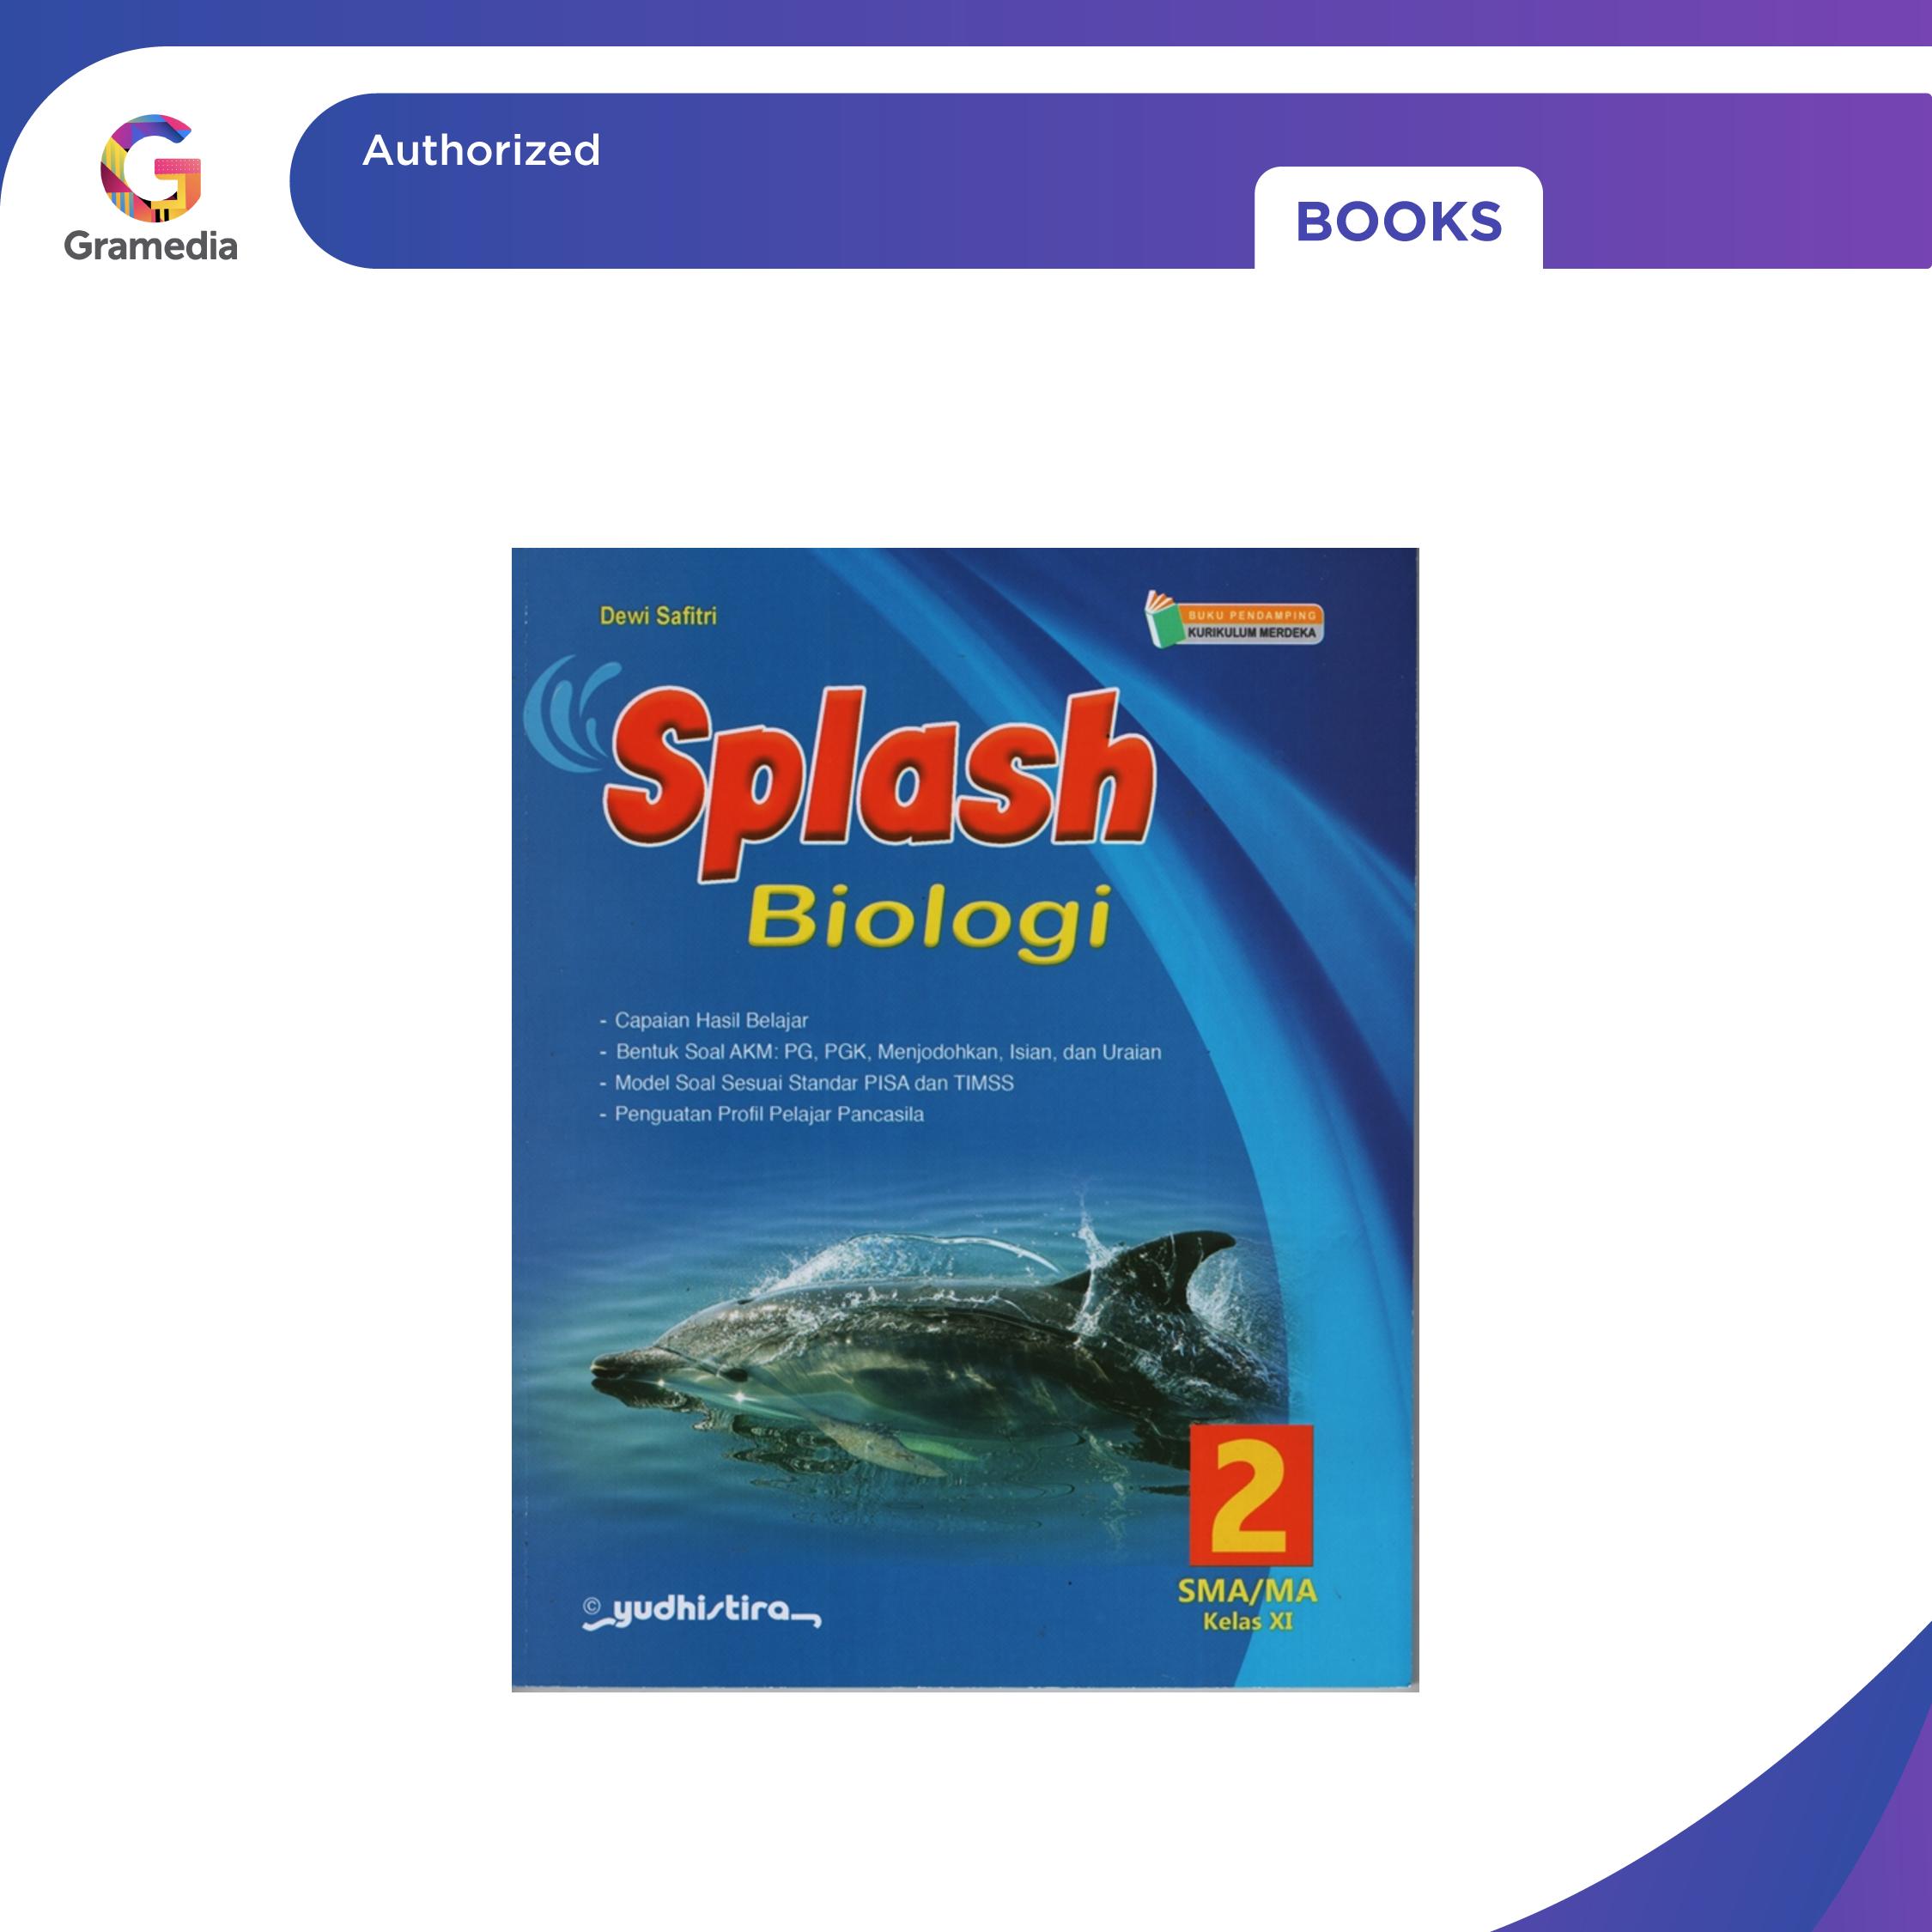 Gramedia
Authorized
BOOKS
Dewi Safitri
BUKU PENDAMPING
KURIKULUM MERDEKA
Splash
Biologi
- Capaian Hasil Belajar
- Bentuk Soal AKM: PG, PGK, Menjodohkan, Isian, dan Uraian
- Model Soal Sesuai Standar PISA dan TIMSS
- Penguatan Profil Pelajar Pancasila
2
SMA/MA
Kelas XI
© yudhistira